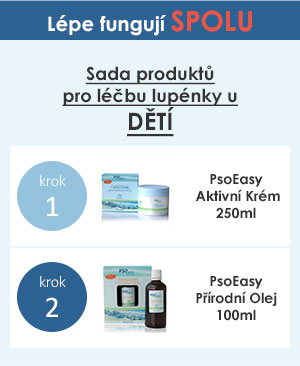 Lépe fungují SPOLU
Sada produktů
pro léčbu lupénky u
DĚTÍ
krok
1
PsoEasy
Aktivní Krém
250ml
krok
2
PsoEasy
Přírodní Olej
100ml